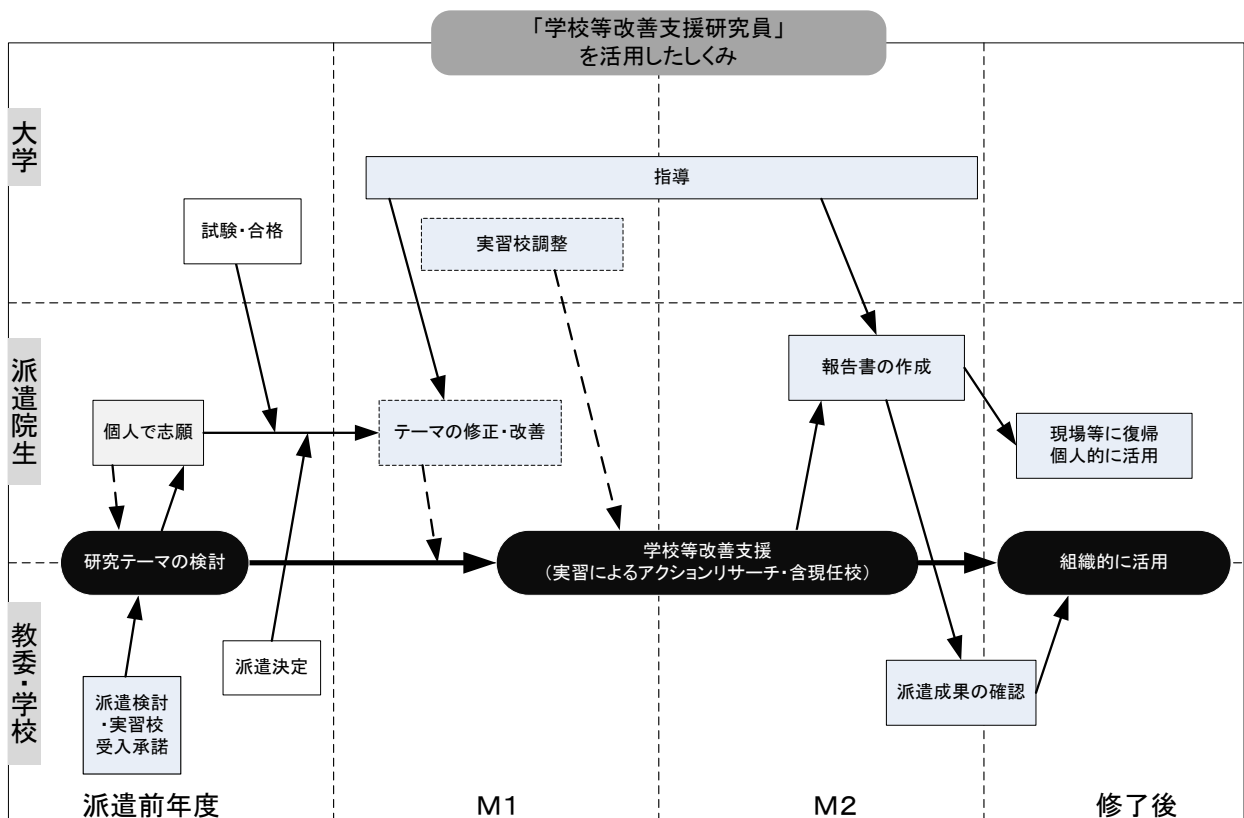 「学校等改善支援研究員」
を活用したしくみ
大学
指導
試験・合格
実習校調整
派遣院生
報告書の作成
個人で志願
テーマの修正・改善
現場等に復帰
個人的に活用
研究テーマの検討
学校等改善支援
(実習によるアクションリサーチ・含現任校)
組織的に活用
教委・学校
派遣決定
派遣成果の確認
派遣検討
・実習校
受入承諾
派遣前年度
M1
M2
修了後